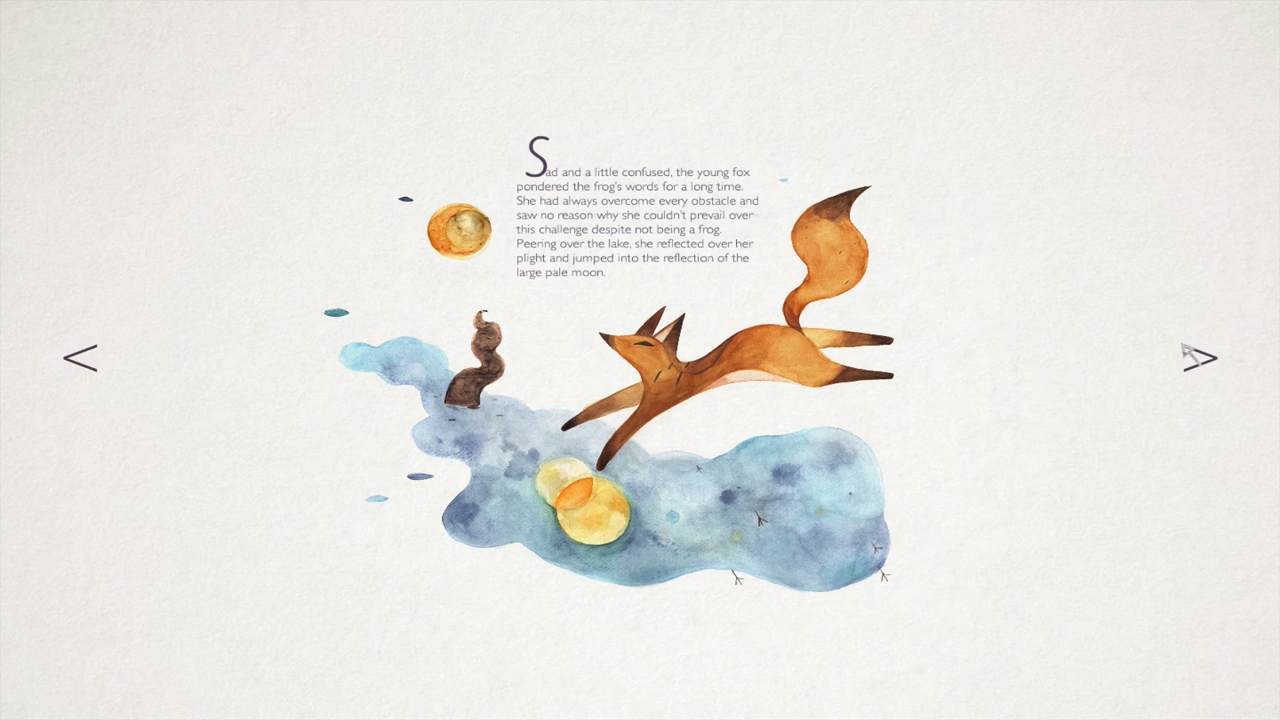 Sad and a little confused, the young fox
pondered the frog's words for a long time.
She had always overcome every obstacle and
saw no reason why she couldn't prevail over
this challenge despite not being a frog.
Peering over the lake, she reflected over her
plight and jumped into the reflection of the
large pale moon.